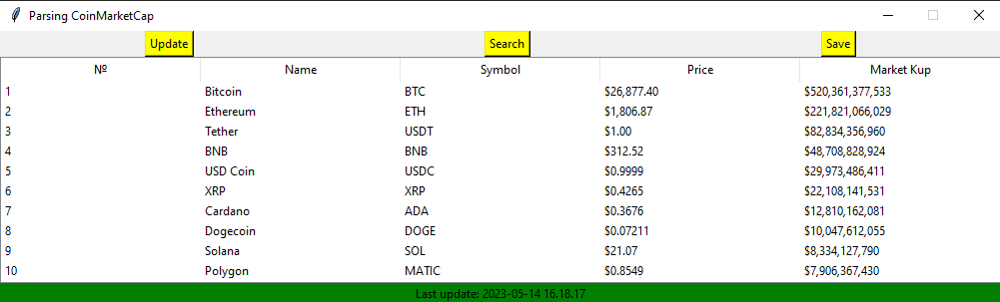 Parsing CoinMarketCap
Update Search Save
№ Name Symbol Price Market Kup
1 Bitcoin BTC $26,877.40 $520,361,377,533
2 Ethereum ETH $1,806.87 $221,821,066,029
3 Tether USDT $1.00 $82,834,356,960
4 BNB BNB $312.52 $48,708,828,924
5 USD Coin USDC $0.9999 $29,973,486,411
6 XRP XRP $0.4265 $22,108,141,531
7 Cardano ADA $0.3676 $12,810,162,081
8 Dogecoin DOGE $0.07211 $10,047,612,055
9 Solana SOL $21.07 $8,334,127,790
10 Polygon MATIC $0.8549 $7,906,367,430
Last update: 2023-05-14 16.18.17